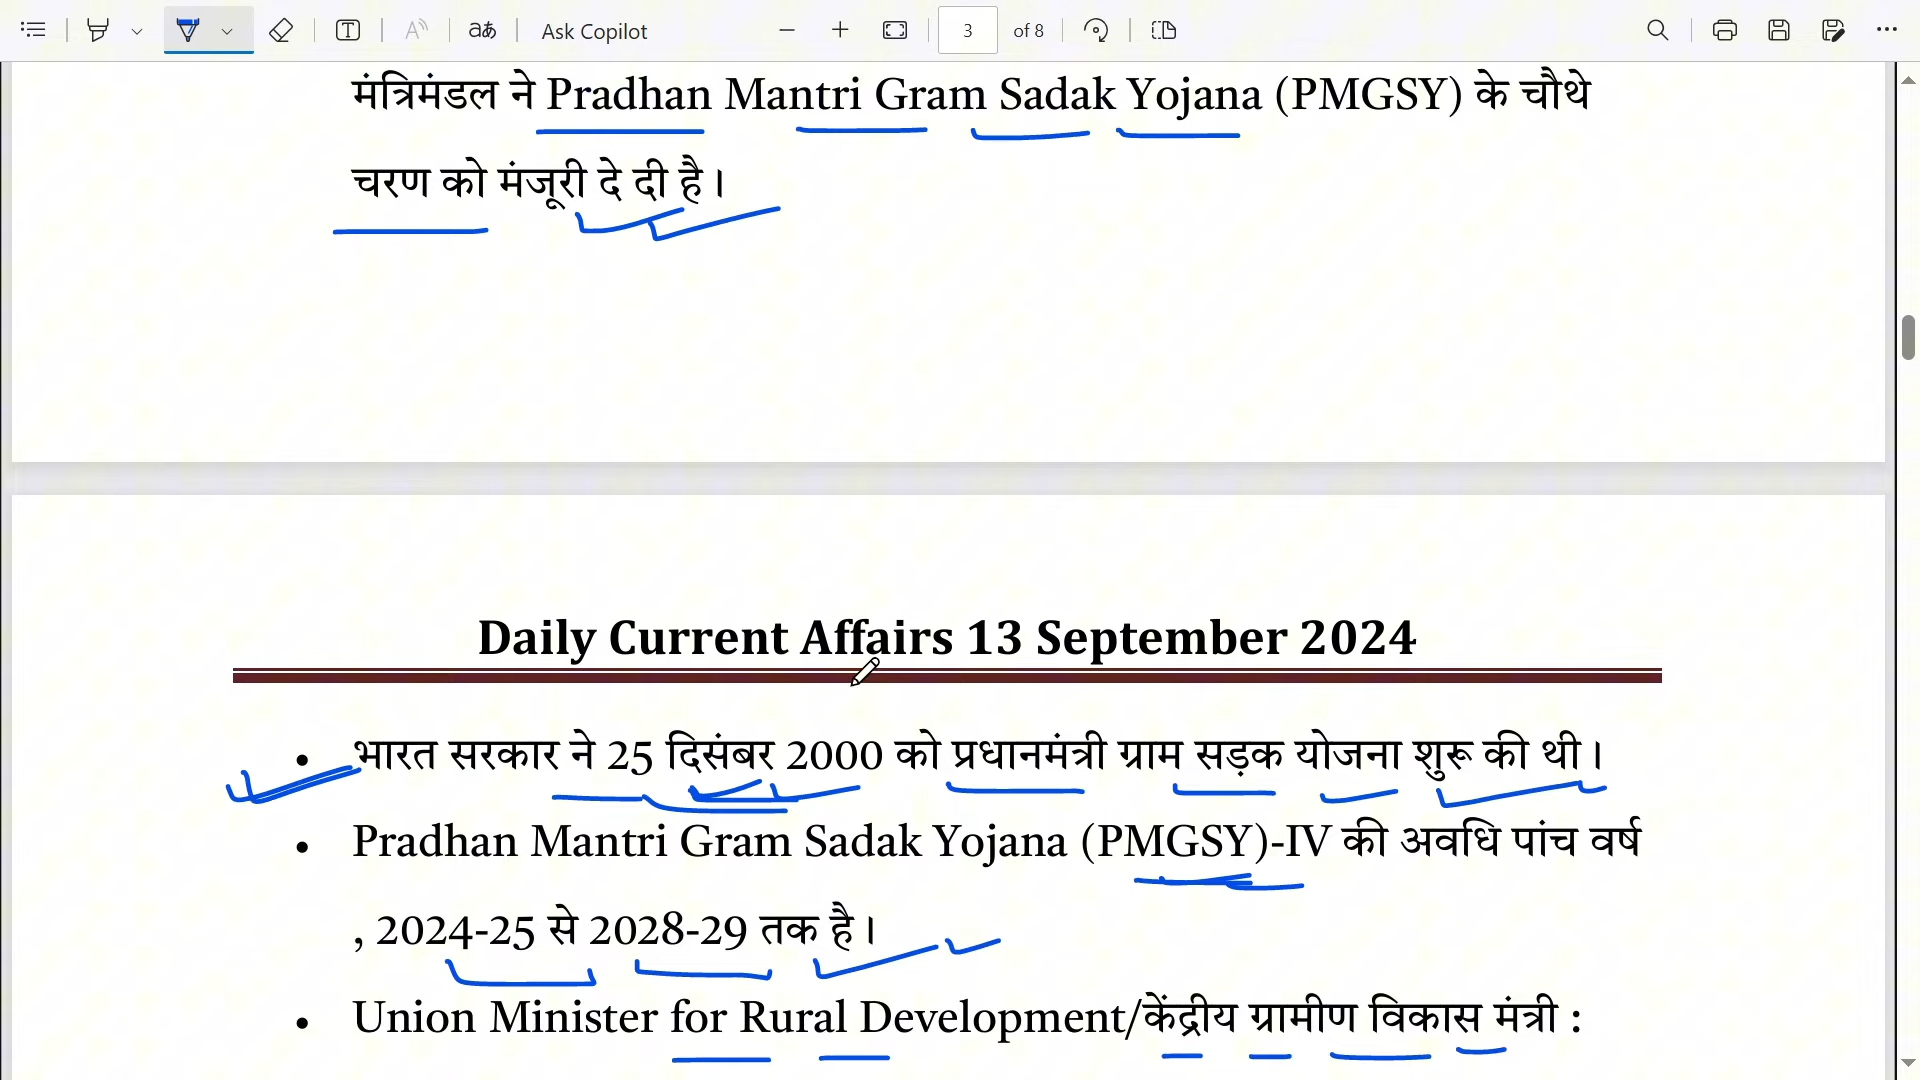 Ask Copilot
3 of 8
मंत्रिमंडल ने Pradhan Mantri Gram Sadak Yojana (PMGSY) के चौथे
चरण को मंजूरी दे दी है।
Daily Current Affairs 13 September 2024
• भारत सरकार ने 25 दिसंबर 2000 को प्रधानमंत्री ग्राम सड़क योजना शुरू की थी।
• Pradhan Mantri Gram Sadak Yojana (PMGSY)-IV की अवधि पांच वर्ष
, 2024-25 से 2028-29 तक है।
• Union Minister for Rural Development/केंद्रीय ग्रामीण विकास मंत्री :